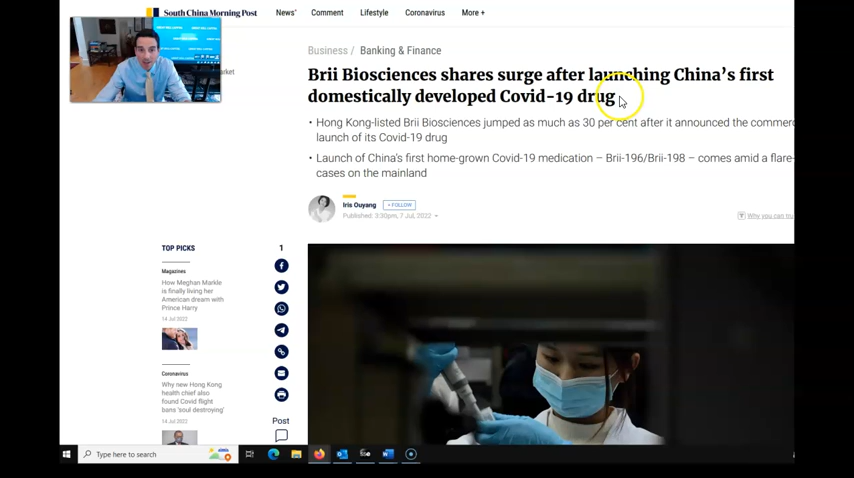 South China Morning Post
News+
Comment
Lifestyle
Coronavirus
More +
Business / Banking & Finance
Brii Biosciences shares surge after launching China's first
domestically developed Covid-19 drug
• Hong Kong-listed Brii Biosciences jumped as much as 30 per cent after it announced the
launch of its Covid-19 drug
• Launch of China's first home-grown Covid-19 medication – Brii-196/Brii-198 – comes amid a flare-
cases on the mainland
Iris Ouyang
+ FOLLOW
Published: 3:30pm, 7 Jul, 2022
Why you can
TOP PICKS
Magazines
How Meghan Markle
is finally living her
American dream with
Prince Harry
14 Jul 2022
Coronavirus
Why new Hong Kong
health chief also
found Covid flight
bans 'soul destroying'
14 Jul 2022
1
Post
Type here to search